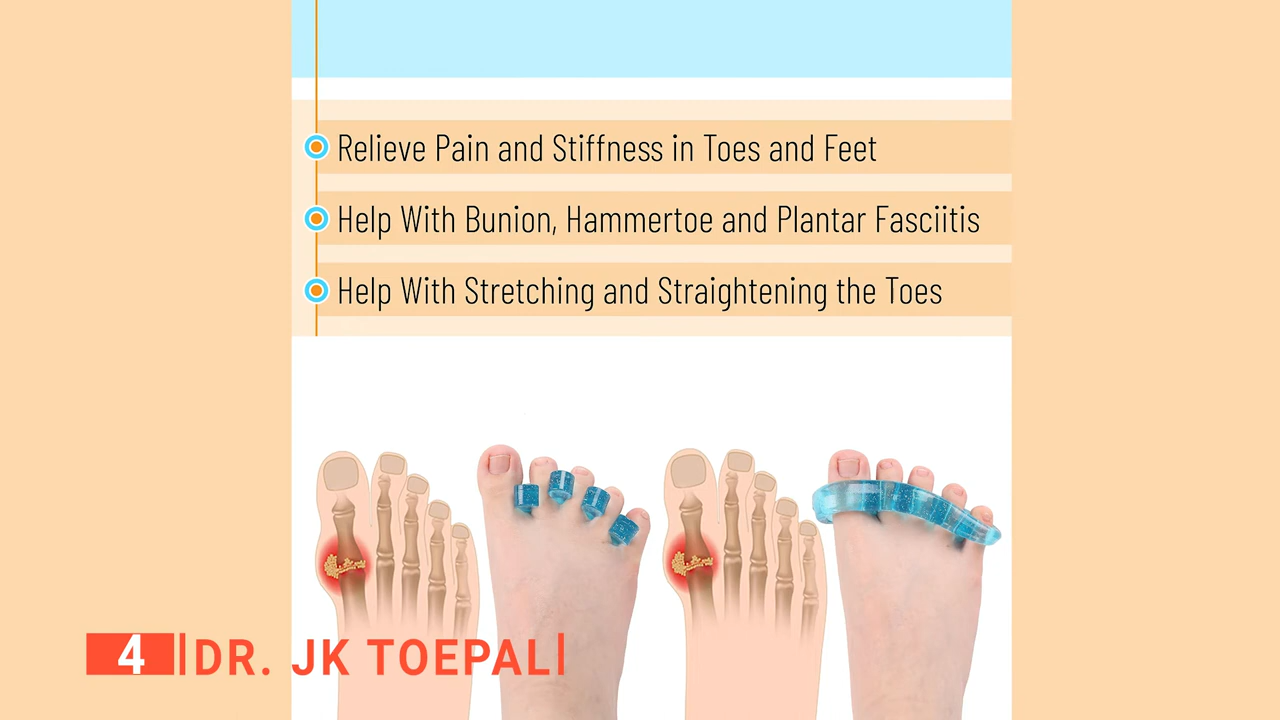 Relieve Pain and Stiffness in Toes and Feet
Help With Bunion, Hammertoe and Plantar Fasciitis
Help With Stretching and Straightening the Toes
4 DR. JK TOEPAL